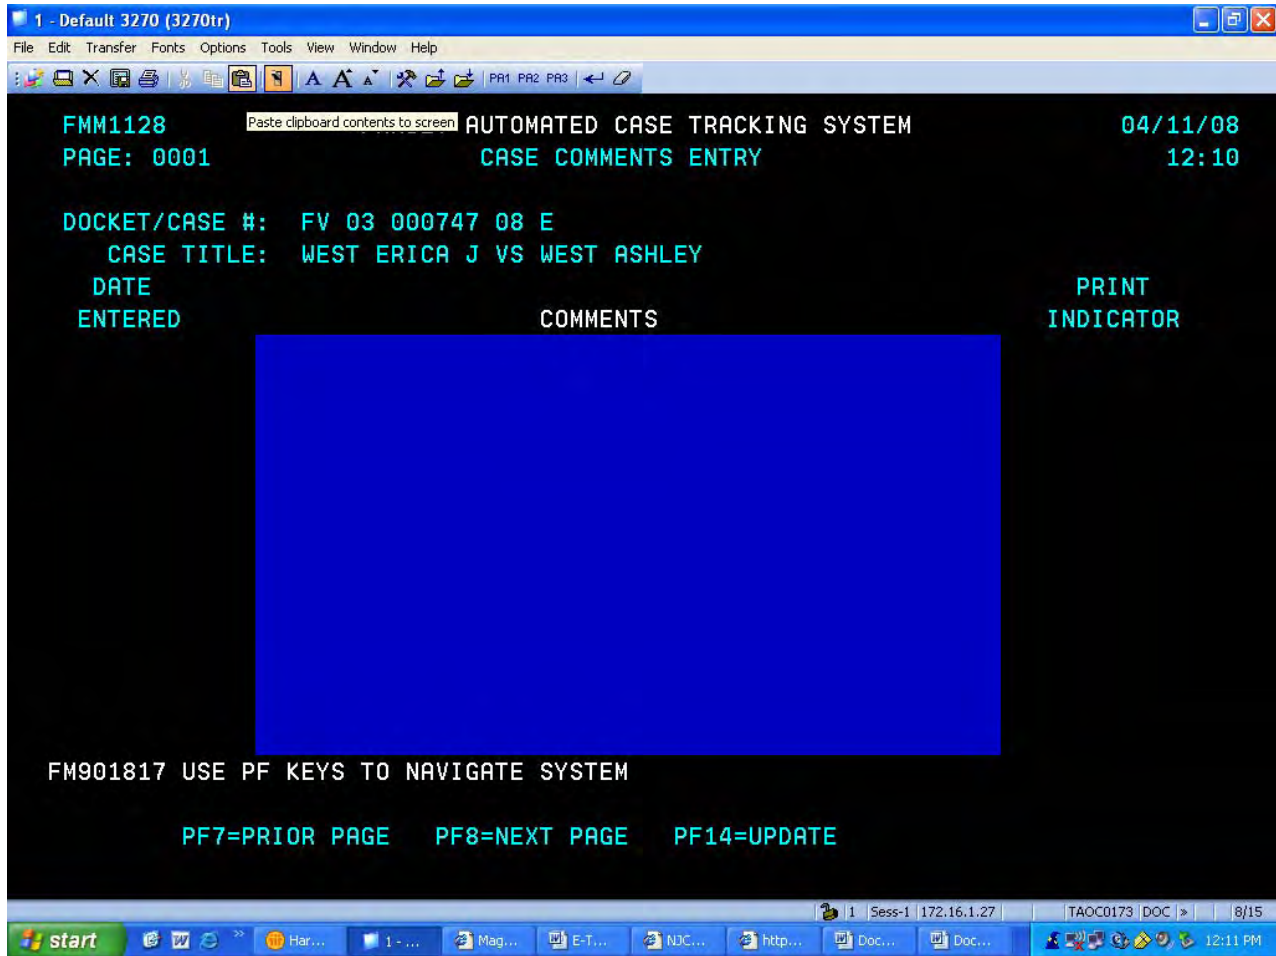 1 - Default 3270 (3270tr)
File Edit Transfer Fonts Options Tools View Window Help
A A A PA1 PA2 PA3
FMM1128 AUTOMATED CASE TRACKING SYSTEM 04/11/08
Paste clipboard contents to screen
PAGE: 0001 CASE COMMENTS ENTRY 12:10
DOCKET/CASE #: FV 03 000747 08 E
CASE TITLE: WEST ERICA J VS WEST ASHLEY
DATE PRINT
ENTERED COMMENTS INDICATOR
FM901817 USE PF KEYS TO NAVIGATE SYSTEM
PF7=PRIOR PAGE PF8=NEXT PAGE PF14=UPDATE
1 Sess-1 172.16.1.27 TAOC0173 DOC » 8/15
start » Har... 1 - ... Mag... E-T... NJC... http... Doc... Doc... 12:11 PM